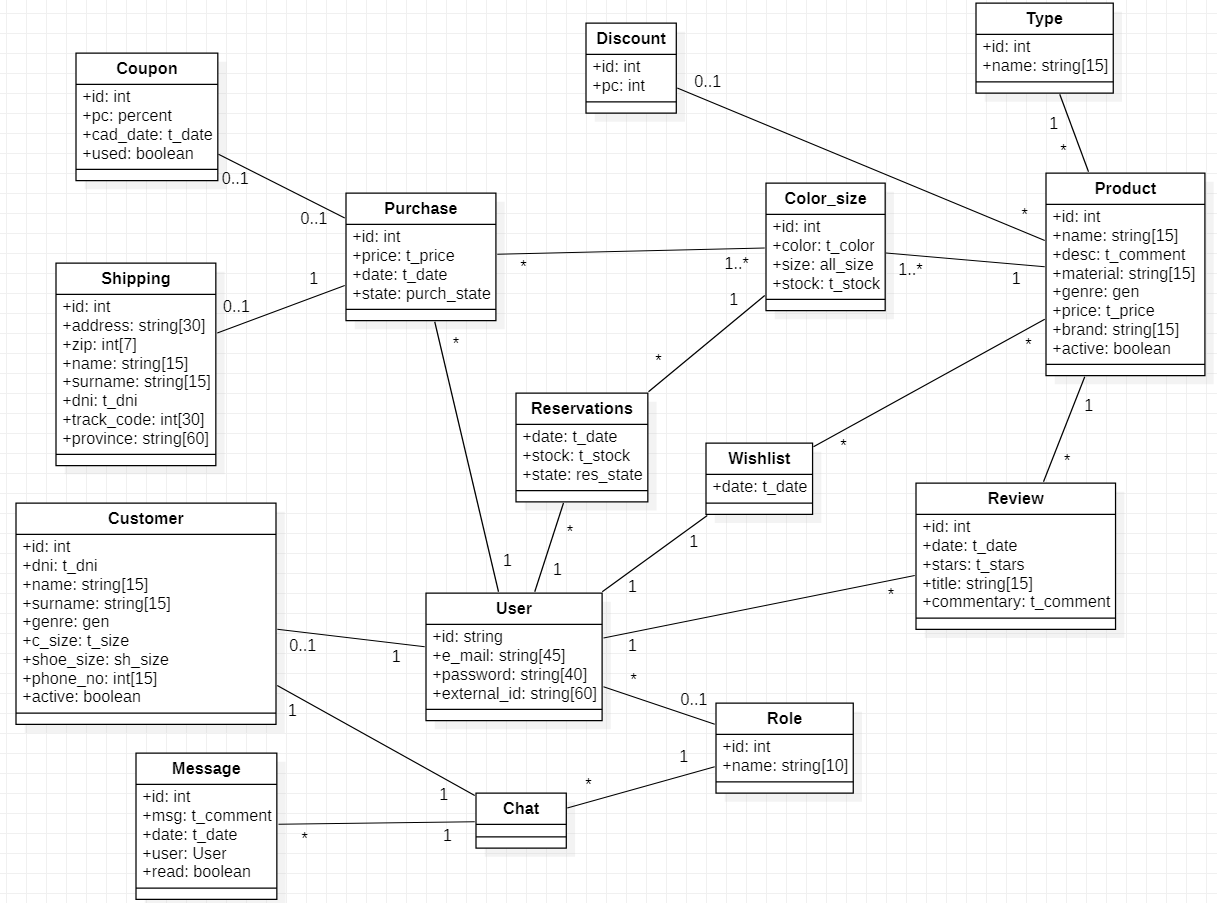 Type
+id: int
+name: string[15]
Discount
+id: int
+pc: int
0..1
Coupon
+id: int
+pc: percent
+cad_date: t_date
+used: boolean
0..1
0..1
1
*
Product
+id: int
+name: string[15]
+desc: t_comment
+material: string[15]
+genre: gen
+price: t_price
+brand: string[15]
+active: boolean
*
Color_size
+id: int
+color: t_color
+size: all_size
+stock: t_stock
1..*
1
Purchase
+id: int
+price: t_price
+date: t_date
+state: purch_state
*
1..*
Shipping
+id: int
+address: string[30]
+zip: int[7]
+name: string[15]
+surname: string[15]
+dni: t_dni
+track_code: int[30]
+province: string[60]
0..1
1
*
1
*
1
*
*
1
*
Reservations
+date: t_date
+stock: t_stock
+state: res_state
Wishlist
+date: t_date
Review
+id: int
+date: t_date
+stars: t_stars
+title: string[15]
+commentary: t_comment
*
1
1
1
1
*
1
Customer
+id: int
+dni: t_dni
+name: string[15]
+surname: string[15]
+genre: gen
+c_size: t_size
+shoe_size: sh_size
+phone_no: int[15]
+active: boolean
0..1
1
User
+id: string
+e_mail: string[45]
+password: string[40]
+external_id: string[60]
*
0..1
Role
+id: int
+name: string[10]
1
1
1
*
Message
+id: int
+msg: t_comment
+date: t_date
+user: User
+read: boolean
*
1
Chat